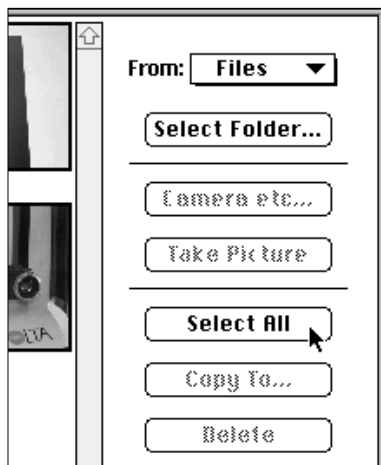 From: Files
Select Folder...
Camera etc...
Take Picture
Select All
Copy To...
Delete